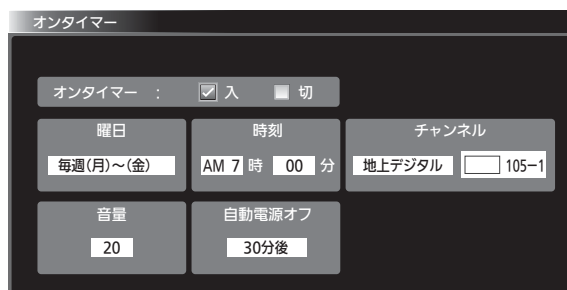 オンタイマー
オンタイマー : 入 切
曜日 時刻 チャンネル
毎週(月)~(金) AM 7 時 00 分 地上デジタル 105-1
音量 自動電源オフ
20 30分後